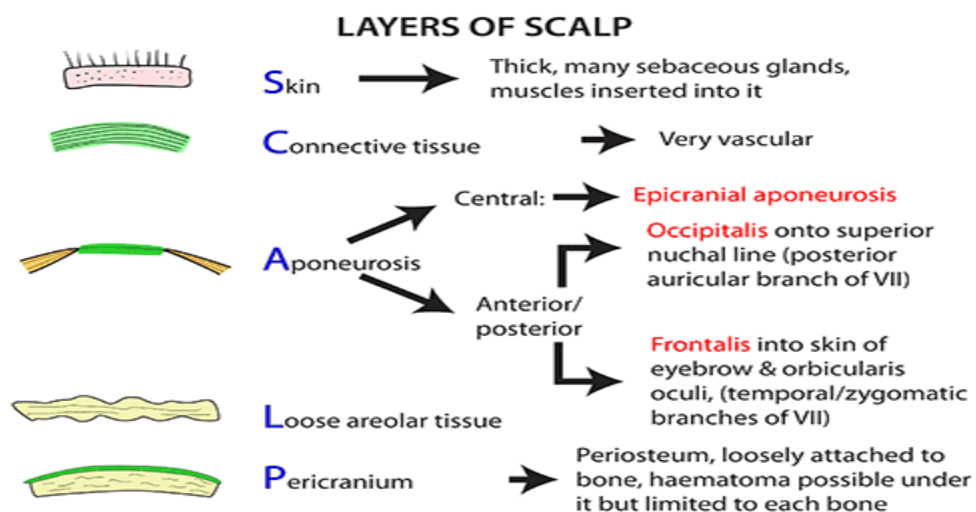 LAYERS OF SCALP
Skin
Thick, many sebaceous glands,
muscles inserted into it
Connective tissue
Very vascular
Aponeurosis
Central:
Epicranial aponeurosis
Anterior/
posterior
Occipitalis onto superior
nuchal line (posterior
auricular branch of VII)
Frontalis into skin of
eyebrow & orbicularis
oculi, (temporal/zygomatic
branches of VII)
Loose areolar tissue
Pericranium
Periosteum, loosely attached to
bone, haematoma possible under
it but limited to each bone